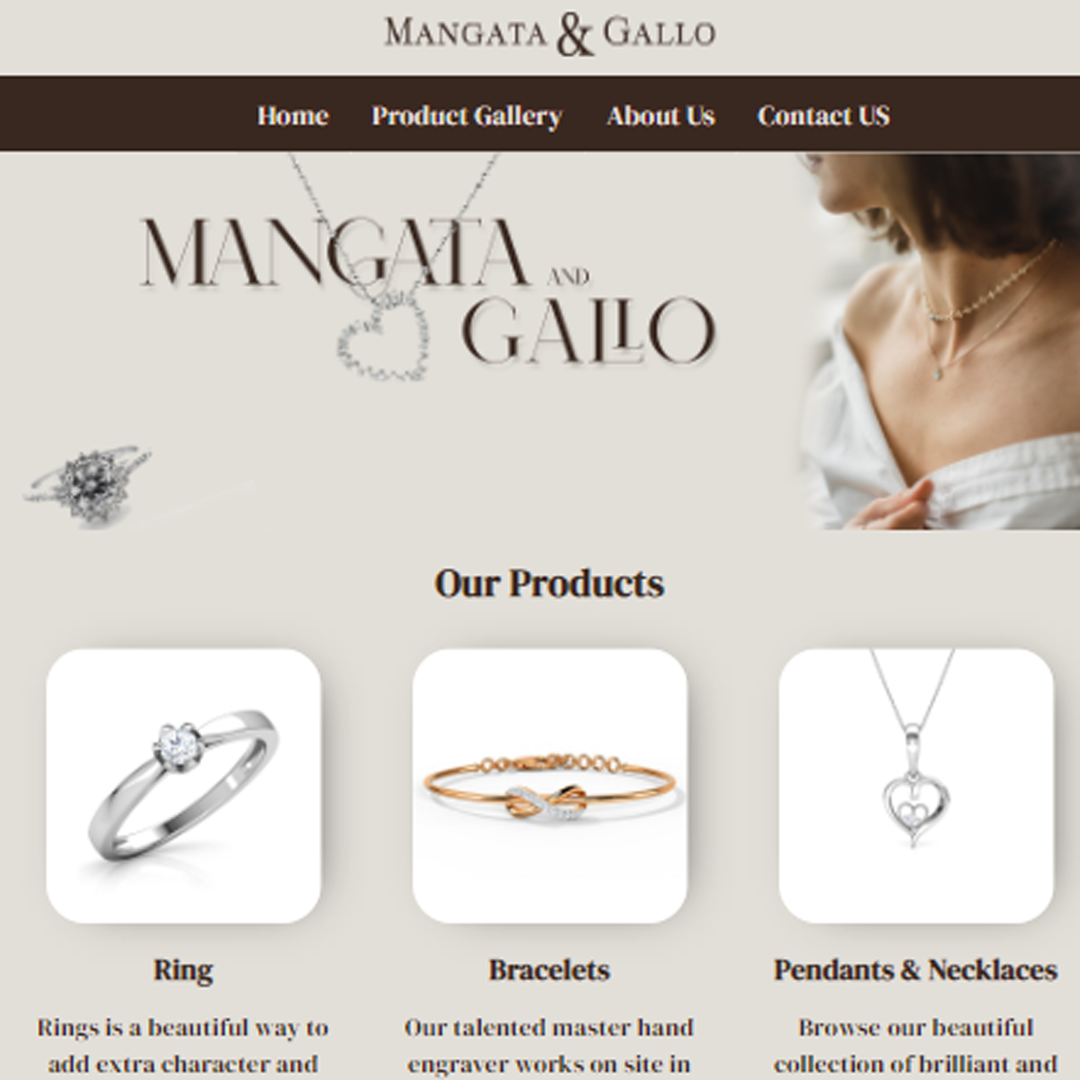 MANGATA & GALLO
Home Product Gallery About Us Contact US
MANGATA AND
GALLO
Our Products
Ring Bracelets Pendants & Necklaces
Rings is a beautiful way to
add extra character and
Our talented master hand
engraver works on site in
Browse our beautiful
collection of brilliant and